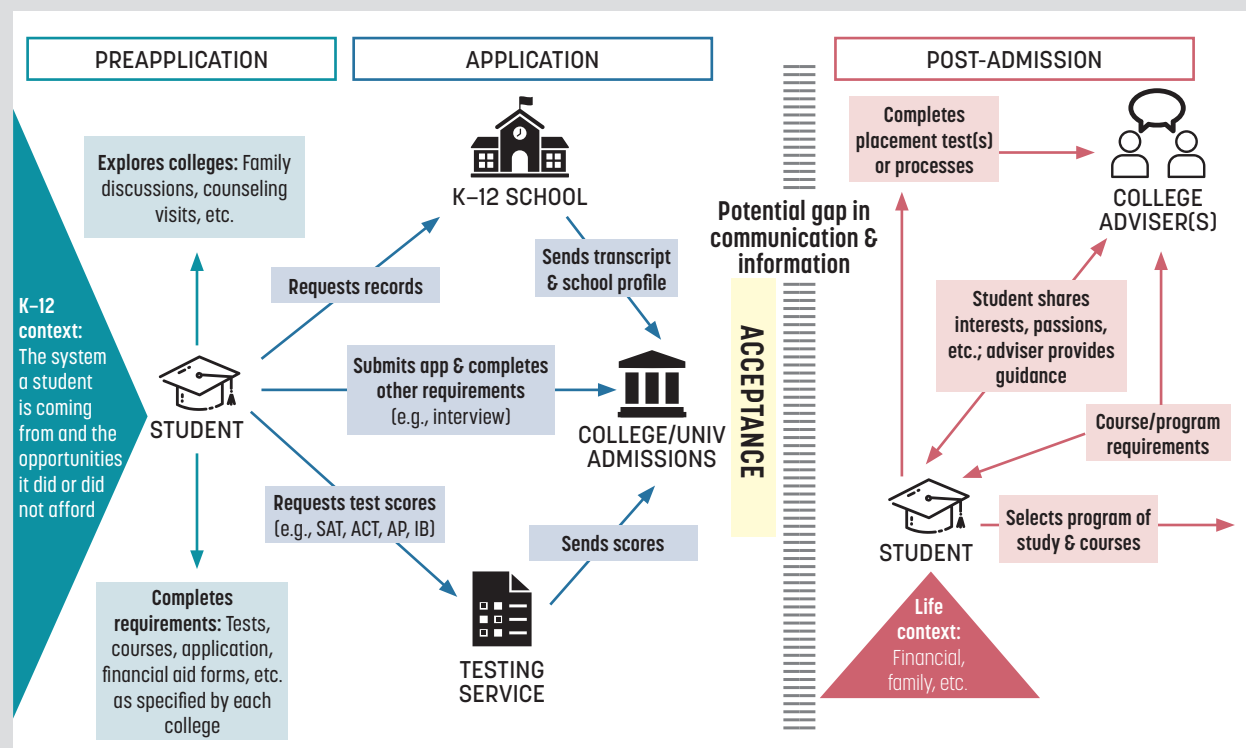 PREAPPLICATION
APPLICATION
POST-ADMISSION
K–12
context:
The system
a student
is coming
from and the
opportunities
it did or did
not afford
Explores colleges: Family
discussions, counseling
visits, etc.
STUDENT
Completes
requirements: Tests,
courses, application,
financial aid forms, etc.
as specified by each
college
K–12 SCHOOL
Requests records
Sends transcript
& school profile
Submits app & completes
other requirements
(e.g., interview)
COLLEGE/UNIV
ADMISSIONS
Requests test scores
(e.g., SAT, ACT, AP, IB)
Sends scores
TESTING
SERVICE
Potential gap in
communication &
information
ACCEPTANCE
Completes
placement test(s)
or processes
COLLEGE
ADVISER(S)
Student shares
interests, passions,
etc.; adviser provides
guidance
Course/program
requirements
STUDENT
Selects program of
study & courses
Life
context:
Financial,
family, etc.